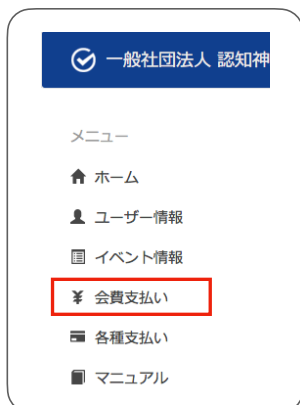 一般社団法人 認知神
メニュー
ホーム
ユーザー情報
イベント情報
¥ 会費支払い
各種支払い
マニュアル